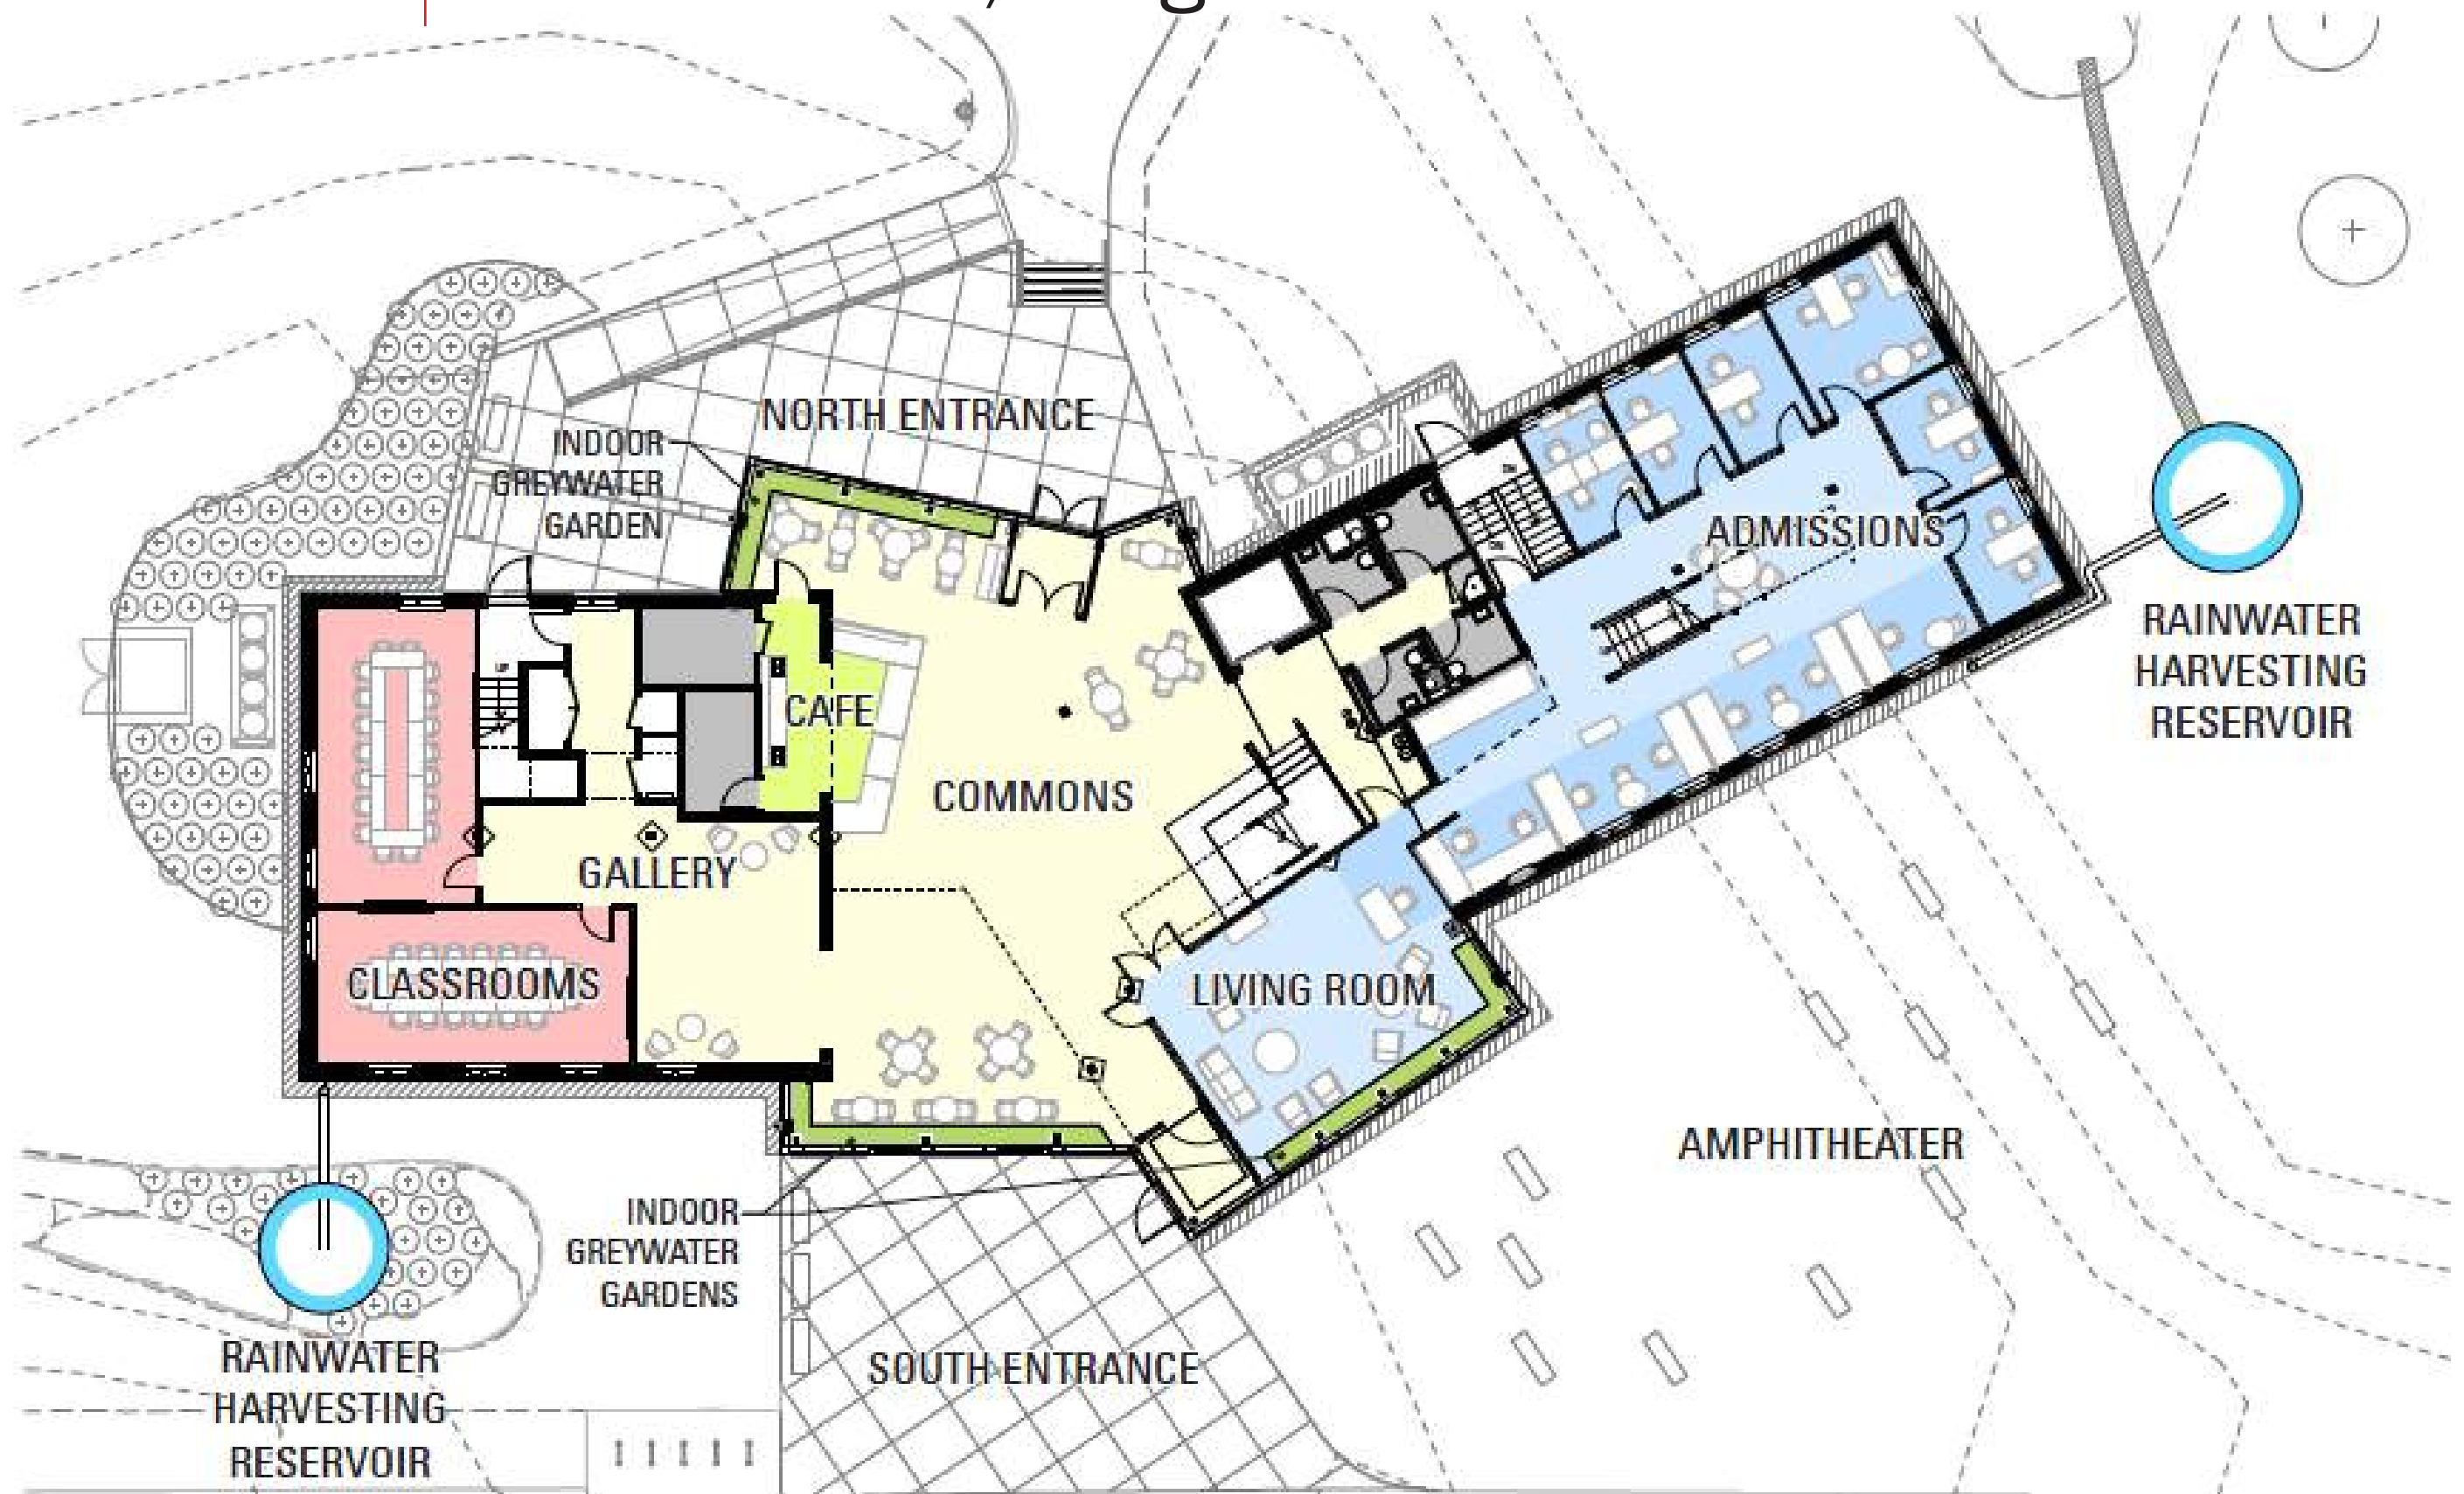 NORTH ENTRANCE
INDOOR
GREYWATER
GARDEN
ADMISSIONS
RAINWATER
HARVESTING
RESERVOIR
CAFE
COMMONS
GALLERY
CLASSROOMS
LIVING ROOM
AMPHITHEATER
INDOOR
GREYWATER
GARDENS
SOUTH ENTRANCE
RAINWATER
HARVESTING
RESERVOIR